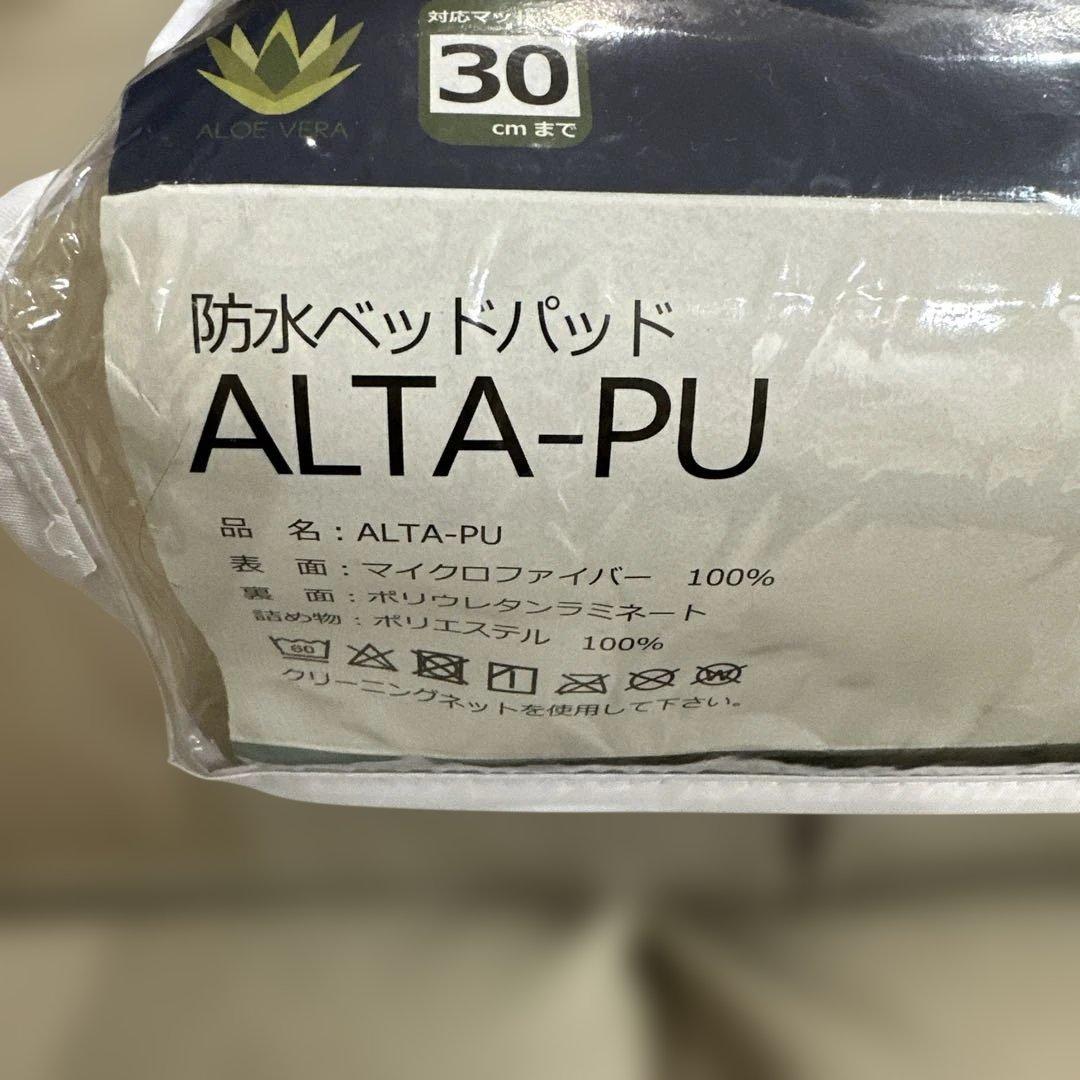 ALOE VERA
対応マット
30
cm まで
防水ベッドパッド
ALTA-PU
品 名：ALTA-PU
表 面：マイクロファイバー 100%
裏 面：ポリウレタンラミネート
詰め物：ポリエステル 100%
60
W
クリーニングネットを使用して下さい。